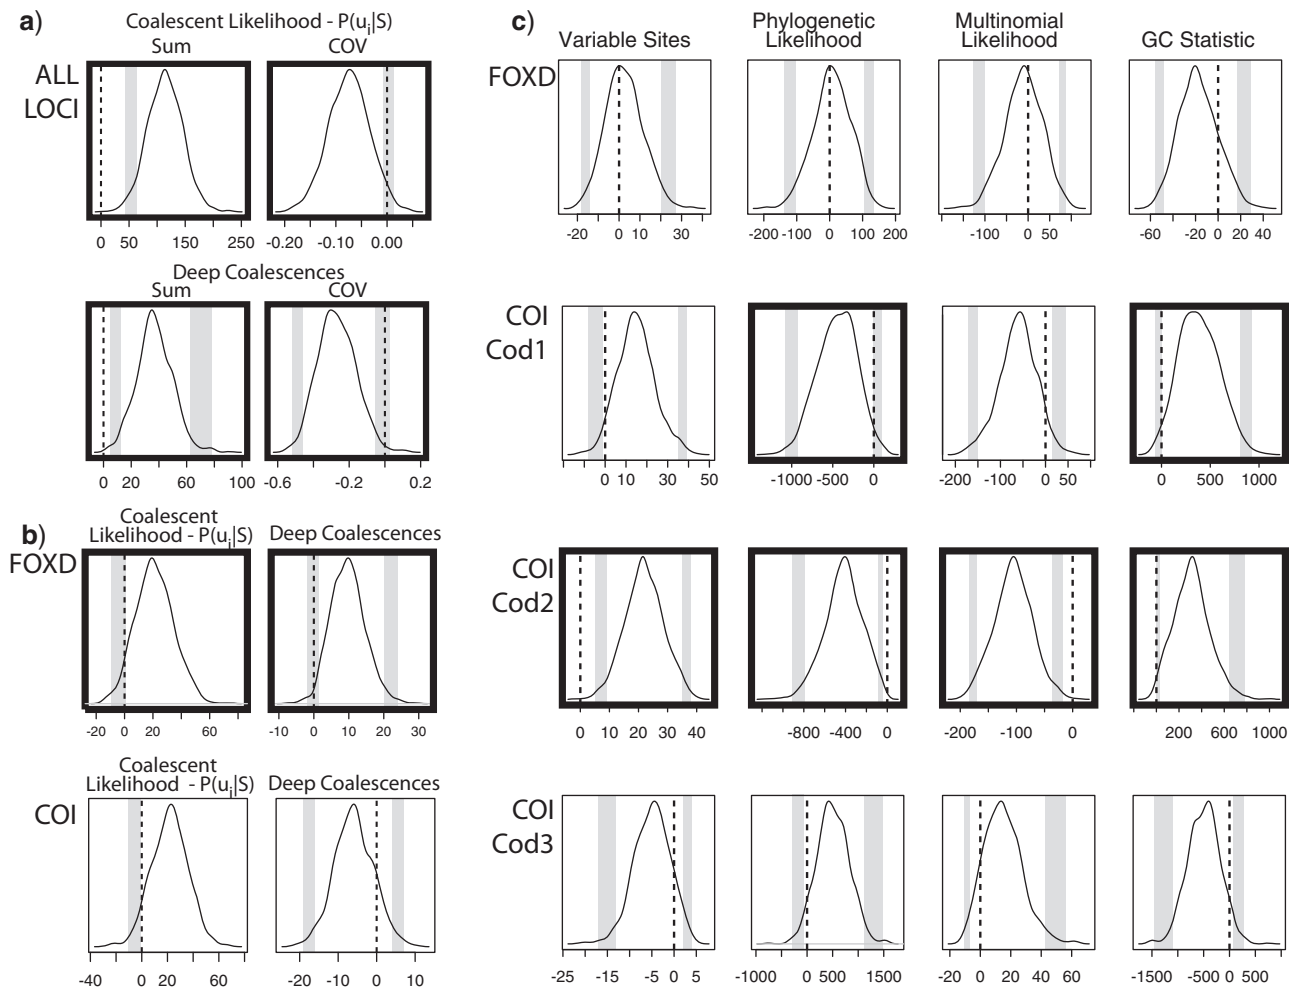 a)
Coalescent Likelihood - P(u_i|S)
Sum COV
ALL
LOCI
0 50 150 250
-0.20 -0.10 0.00
Deep Coalescences
Sum COV
0 20 40 60 100
-0.6 -0.2 0.2
b)
Coalescent
Likelihood - P(u_i|S)
Deep Coalescences
FOXD
-20 0 20 60
-10 0 10 20 30
Coalescent
Likelihood - P(u_i|S)
Deep Coalescences
COI
-40 0 20 60
-20 -10 0 10
c)
Variable Sites
Phylogenetic
Likelihood
Multinomial
Likelihood
GC Statistic
FOXD
-20 0 10 30
-200 -100 0 100 200
-100 0 50
-60 -20 0 20 40
COI
Cod1
0 10 30 50
-1000 -500 0
-200 -100 0 50
0 500 1000
COI
Cod2
0 10 20 30 40
-800 -400 0
-200 -100 0
200 600 1000
COI
Cod3
-25 -15 -5 0 5
-1000 0 500 1500
-20 0 20 40 60
-1500 -500 0 500